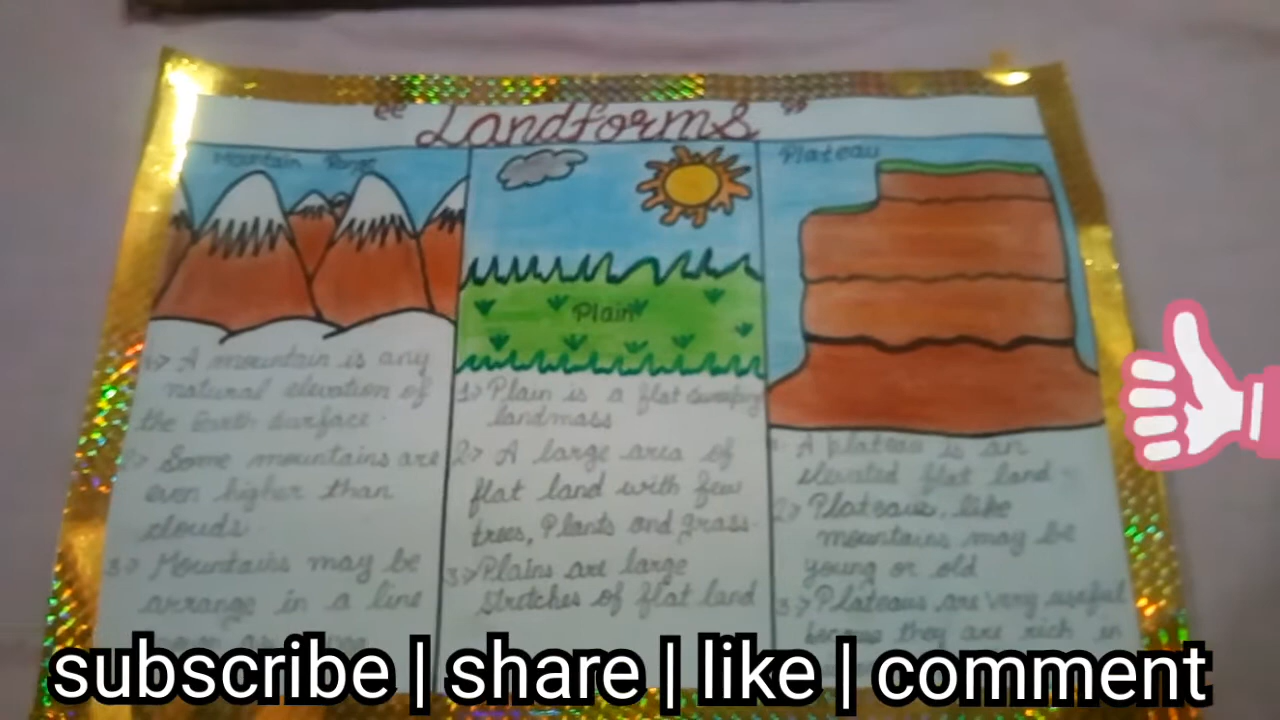 "Landforms"
Mountain Range
1> A mountain is any
natural elevation of
the Earth surface.
2> Some mountains are
even higher than
clouds.
3> Mountains may be
arrange in a line
Plain
1> Plain is a flat sweeping
landmass
2> A large area of
flat land with few
trees, Plants and grass.
3> Plains are large
stretches of flat land
Plateau
A plateau is an
elevated flat land
2> Plateaus, like
mountains may be
young or old
3> Plateaus are very useful
because they are rich in
subscribe | share | like | comment